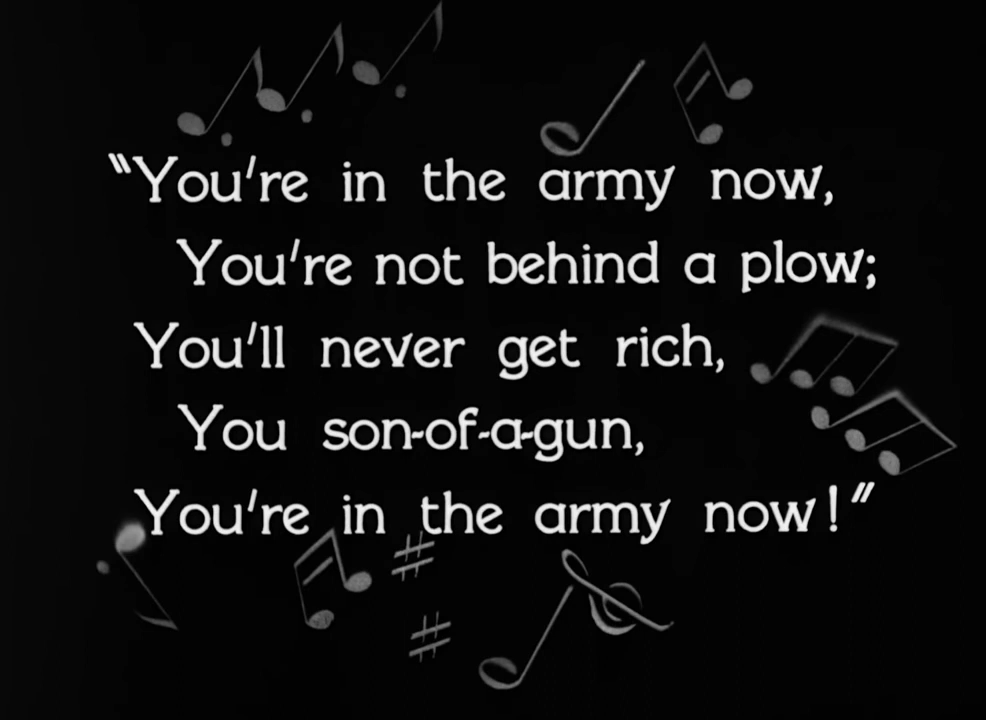 "You're in the army now,
You're not behind a plow;
You'll never get rich,
You son-of-a-gun,
You're in the army now!"